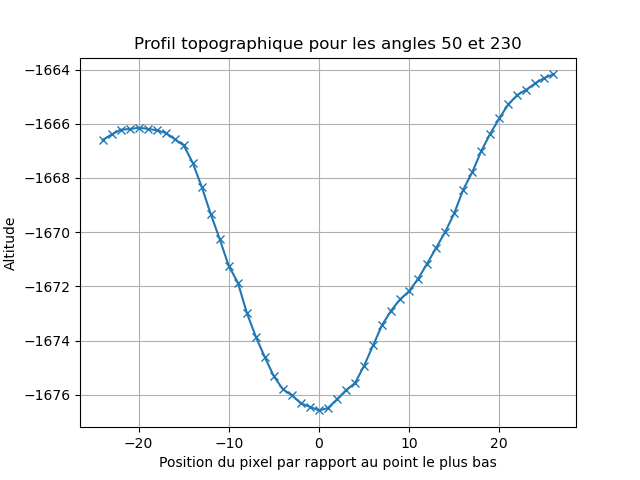 Profil topographique pour les angles 50 et 230
−1664
−1666
−1668
−1670
−1672
−1674
−1676
Altitude
−20 −10 0 10 20
Position du pixel par rapport au point le plus bas